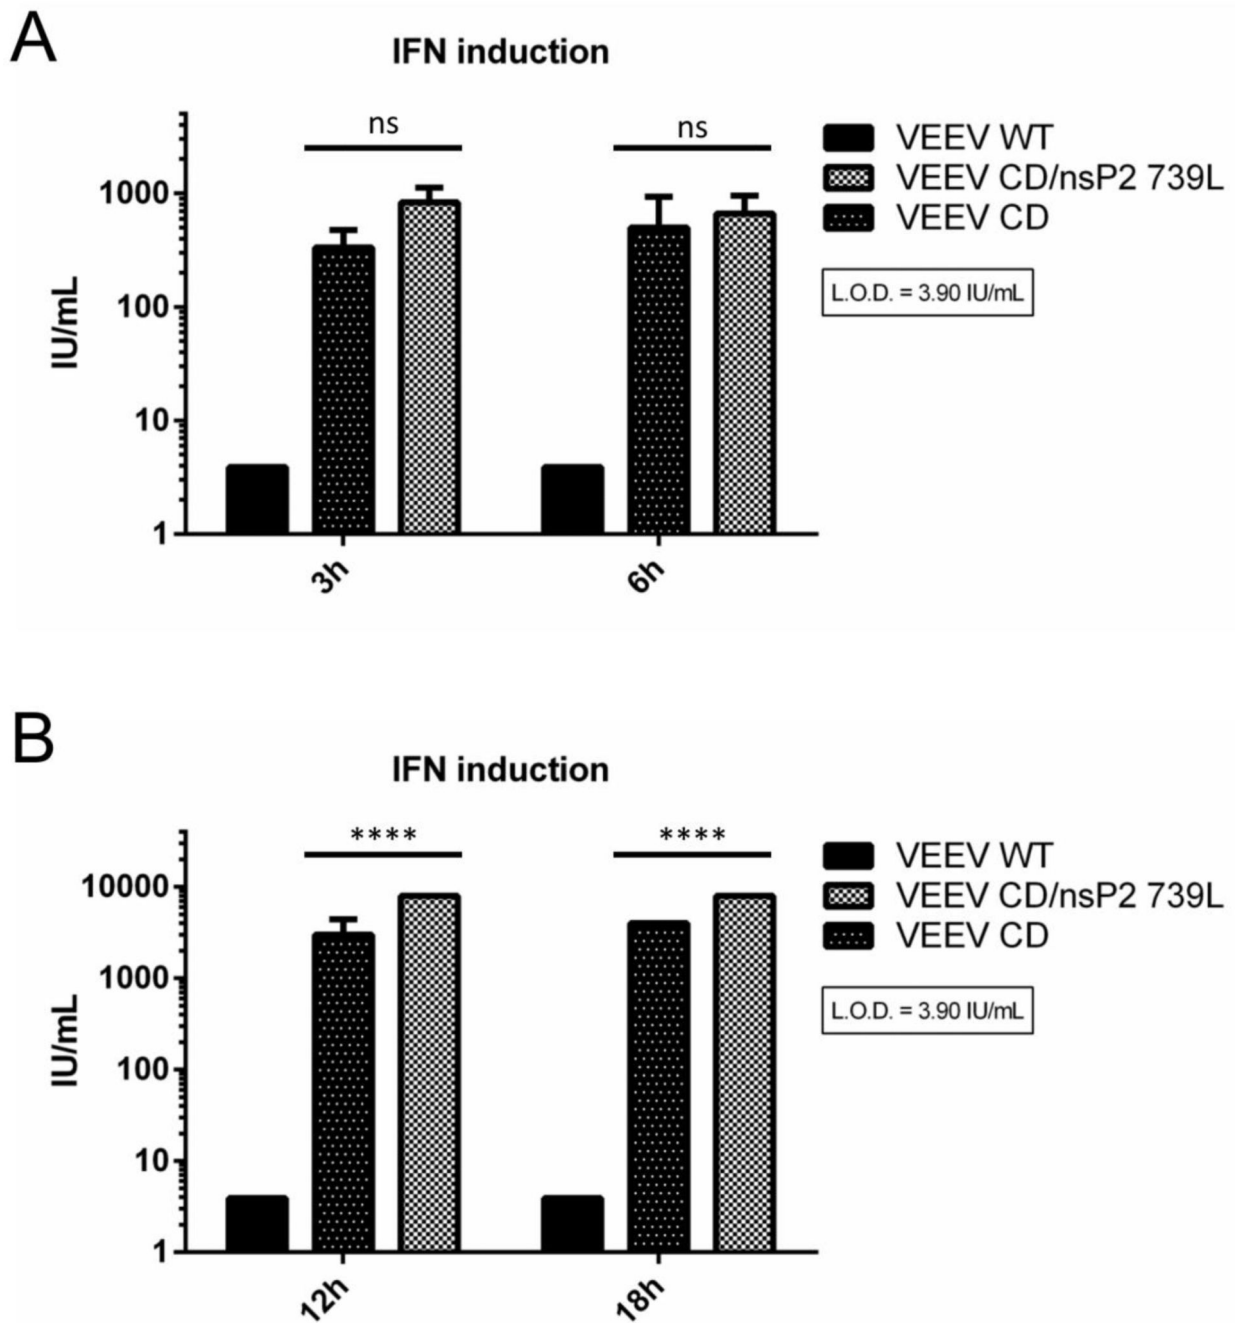 A
IFN induction
ns
ns
VEEV WT
VEEV CD/nsP2 739L
VEEV CD
L.O.D. = 3.90 IU/mL
IU/mL
1000
100
10
1
3h
6h
B
IFN induction
****
****
VEEV WT
VEEV CD/nsP2 739L
VEEV CD
L.O.D. = 3.90 IU/mL
IU/mL
10000
1000
100
10
1
12h
18h